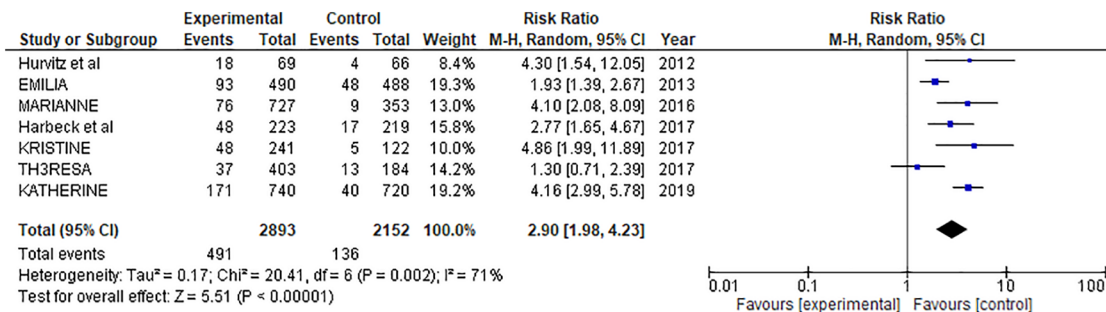 Experimental Control Risk Ratio Risk Ratio
Study or Subgroup Events Total Events Total Weight M-H, Random, 95% CI Year M-H, Random, 95% CI
Hurvitz et al 18 69 4 66 8.4% 4.30 [1.54, 12.05] 2012
EMILIA 93 490 48 488 19.3% 1.93 [1.39, 2.67] 2013
MARIANNE 76 727 9 353 13.0% 4.10 [2.08, 8.09] 2016
Harbeck et al 48 223 17 219 15.8% 2.77 [1.65, 4.67] 2017
KRISTINE 48 241 5 122 10.0% 4.86 [1.99, 11.89] 2017
TH3RESA 37 403 13 184 14.2% 1.30 [0.71, 2.39] 2017
KATHERINE 171 740 40 720 19.2% 4.16 [2.99, 5.78] 2019
Total (95% CI) 2893 2152 100.0% 2.90 [1.98, 4.23]
Total events 491 136
Heterogeneity: Tau² = 0.17; Chi² = 20.41, df = 6 (P = 0.002); I² = 71%
Test for overall effect: Z = 5.51 (P < 0.00001)
0.01 0.1 1 10 100
Favours [experimental] Favours [control]